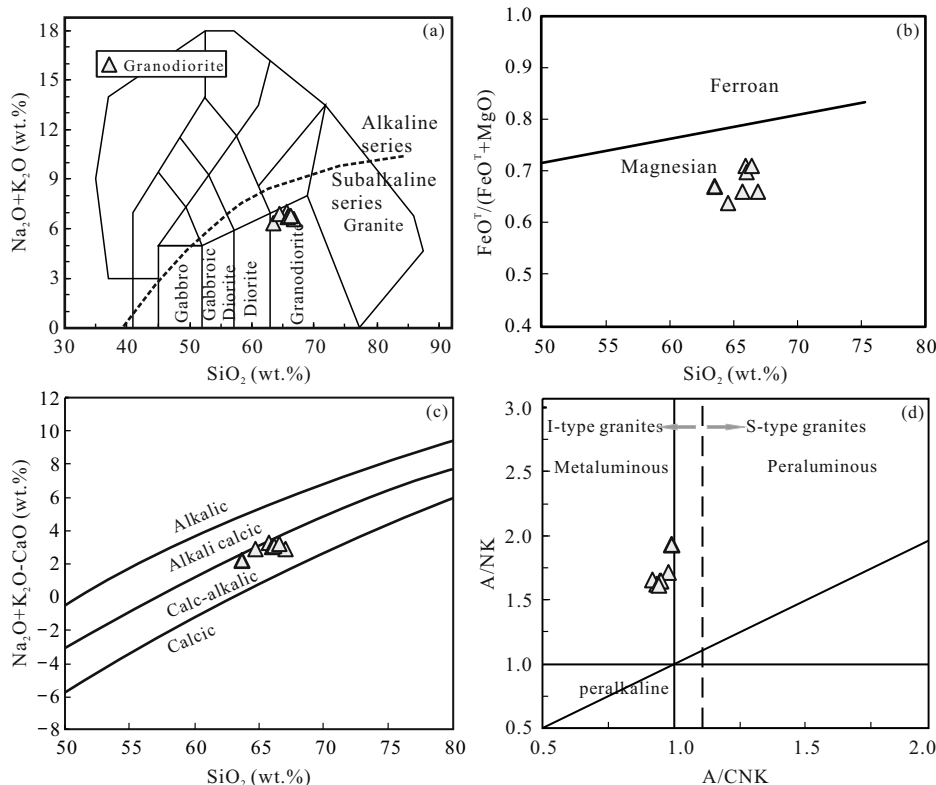 (a)
Granodiorite
Alkaline
series
Subalkaline
series
Granite
Gabbro
Gabbroic
Diorite
Diorite
Granodiorite
18
15
12
9
6
3
0
30 40 50 60 70 80 90
Na₂O+K₂O (wt.%)
SiO₂ (wt.%)
(b)
Ferroan
Magnesian
1.0
0.9
0.8
0.7
0.6
0.5
0.4
50 55 60 65 70 75 80
FeOᵀ/(FeOᵀ+MgO)
SiO₂ (wt.%)
(c)
Alkalic
Alkali calcic
Calc-alkalic
Calcic
12
10
8
6
4
2
0
−2
−4
−6
−8
50 60 70 80
Na₂O+K₂O-CaO (wt.%)
SiO₂ (wt.%)
(d)
I-type granites
S-type granites
Metaluminous
Peraluminous
peralkaline
3.0
2.5
2.0
1.5
1.0
0.5
0.5 1.0 1.5 2.0
A/NK
A/CNK